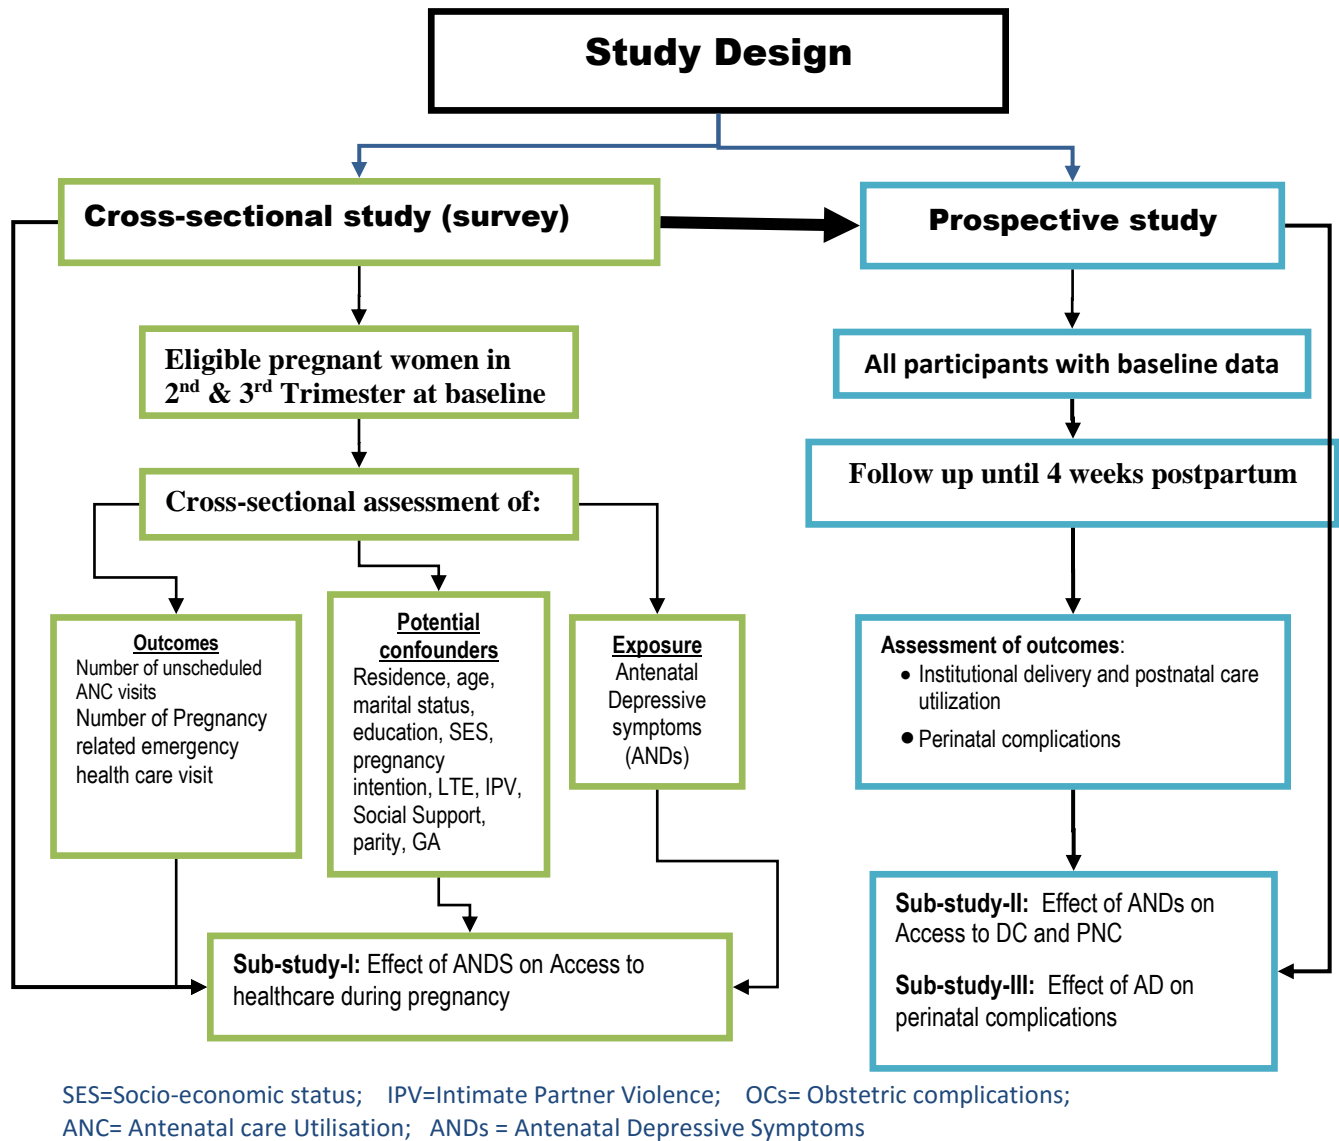 Study Design
Cross-sectional study (survey)
Prospective study
Eligible pregnant women in
2nd & 3rd Trimester at baseline
All participants with baseline data
Cross-sectional assessment of:
Follow up until 4 weeks postpartum
Outcomes
Number of unscheduled
ANC visits
Number of Pregnancy
related emergency
health care visit
Potential
confounders
Residence, age,
marital status,
education, SES,
pregnancy
intention, LTE, IPV,
Social Support,
parity, GA
Exposure
Antenatal
Depressive
symptoms
(ANDs)
Assessment of outcomes:
• Institutional delivery and postnatal care
utilization
• Perinatal complications
Sub-study-I: Effect of ANDS on Access to
healthcare during pregnancy
Sub-study-II: Effect of ANDs on
Access to DC and PNC
Sub-study-III: Effect of AD on
perinatal complications
SES=Socio-economic status; IPV=Intimate Partner Violence; OCs= Obstetric complications;
ANC= Antenatal care Utilisation; ANDs = Antenatal Depressive Symptoms